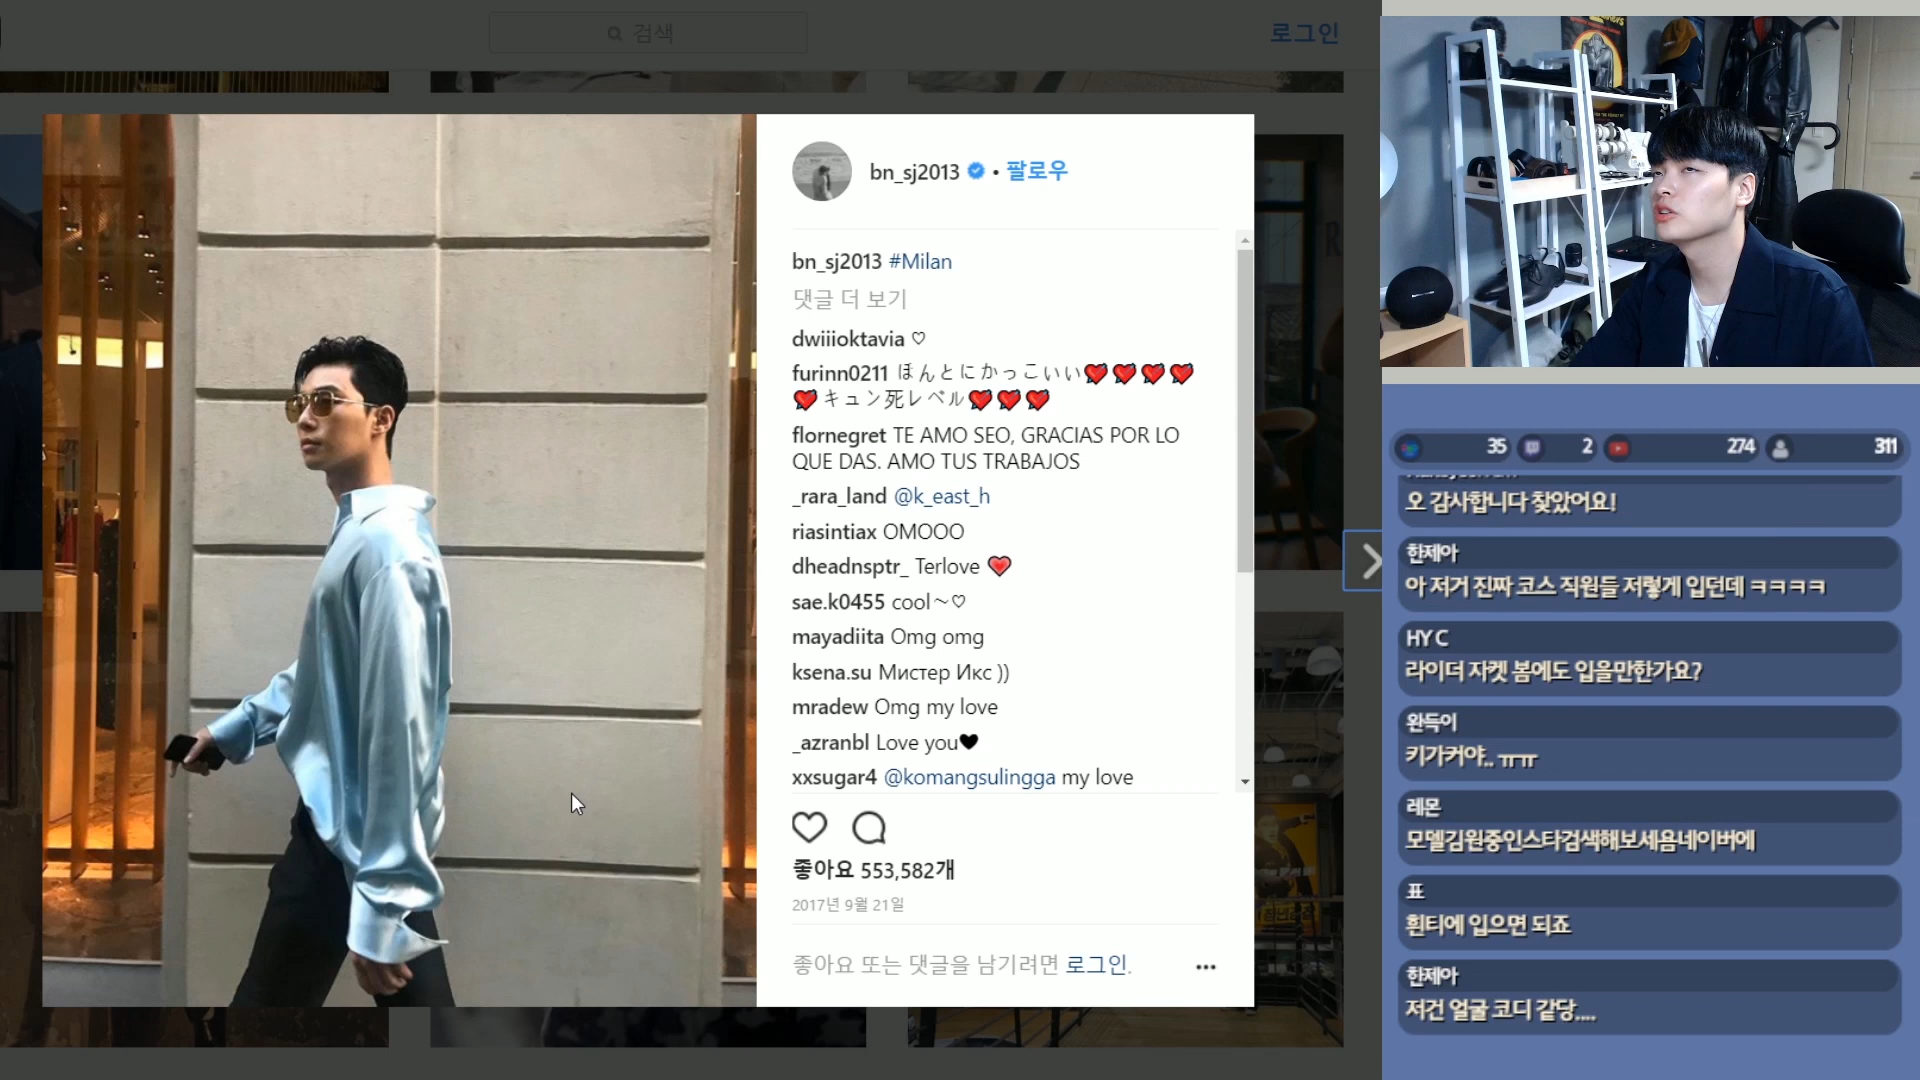 검색
로그인
bn_sj2013 • 팔로우
bn_sj2013 #Milan
댓글 더 보기
dwiiioktavia ♡
furinn0211 ほんとにかっこいい💘💘💘💘
💘キュン死レベル💘💘💘
flornegret TE AMO SEO, GRACIAS POR LO
QUE DAS. AMO TUS TRABAJOS
_rara_land @k_east_h
riasintiax OMOOO
dheadnsptr_ Terlove 💗
sae.k0455 cool～♡
mayadiita Omg omg
ksena.su Мистер Икс ))
mradew Omg my love
_azranbl Love you🖤
xxsugar4 @komangsulingga my love
좋아요 553,582개
2017년 9월 21일
좋아요 또는 댓글을 남기려면 로그인.
35 2 274 311
오 감사합니다 찾았어요!
한제아
아 저거 진짜 코스 직원들 저렇게 입던데 ㅋㅋㅋㅋ
HY C
라이더 자켓 봄에도 입을만한가요?
완득이
키가커야.. ㅠㅠ
레몬
모델김원중인스타검색해보세욤네이버에
표
흰티에 입으면 되죠
한제아
저건 얼굴 코디 같당....